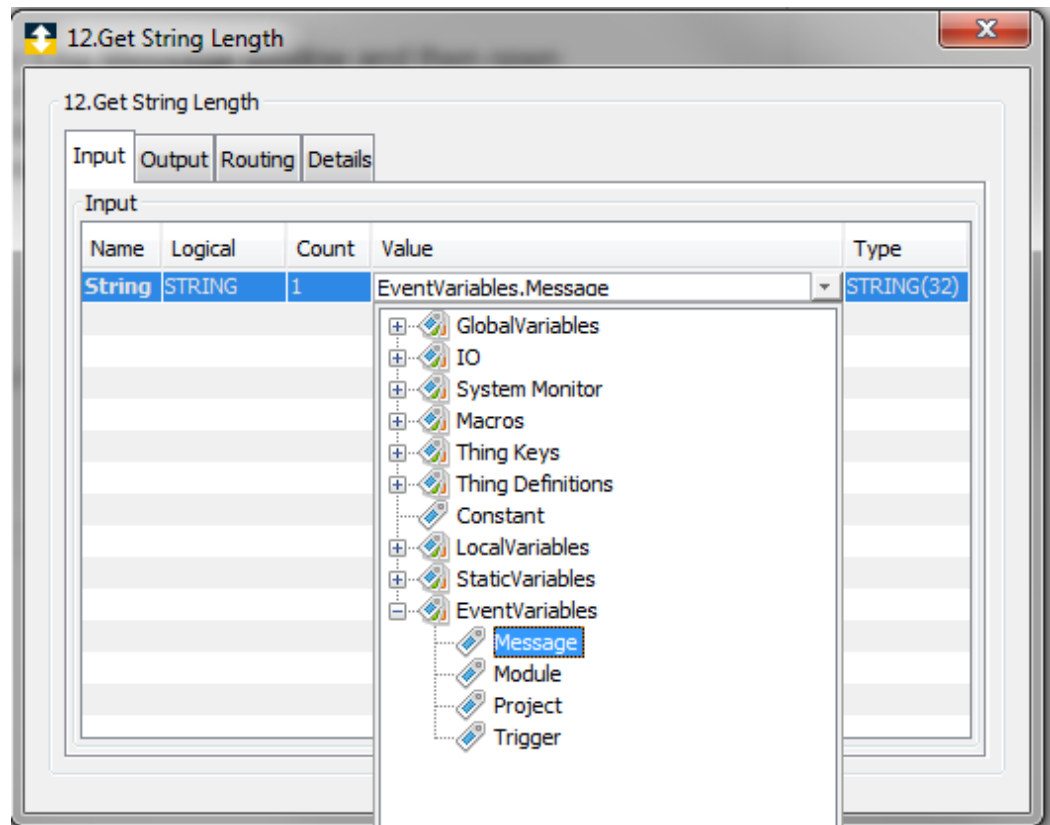 12.Get String Length
X
12.Get String Length
Input Output Routing Details
Input
Name Logical Count Value Type
String STRING 1 EventVariables.Message STRING(32)
GlobalVariables
IO
System Monitor
Macros
Thing Keys
Thing Definitions
Constant
LocalVariables
StaticVariables
EventVariables
Message
Module
Project
Trigger